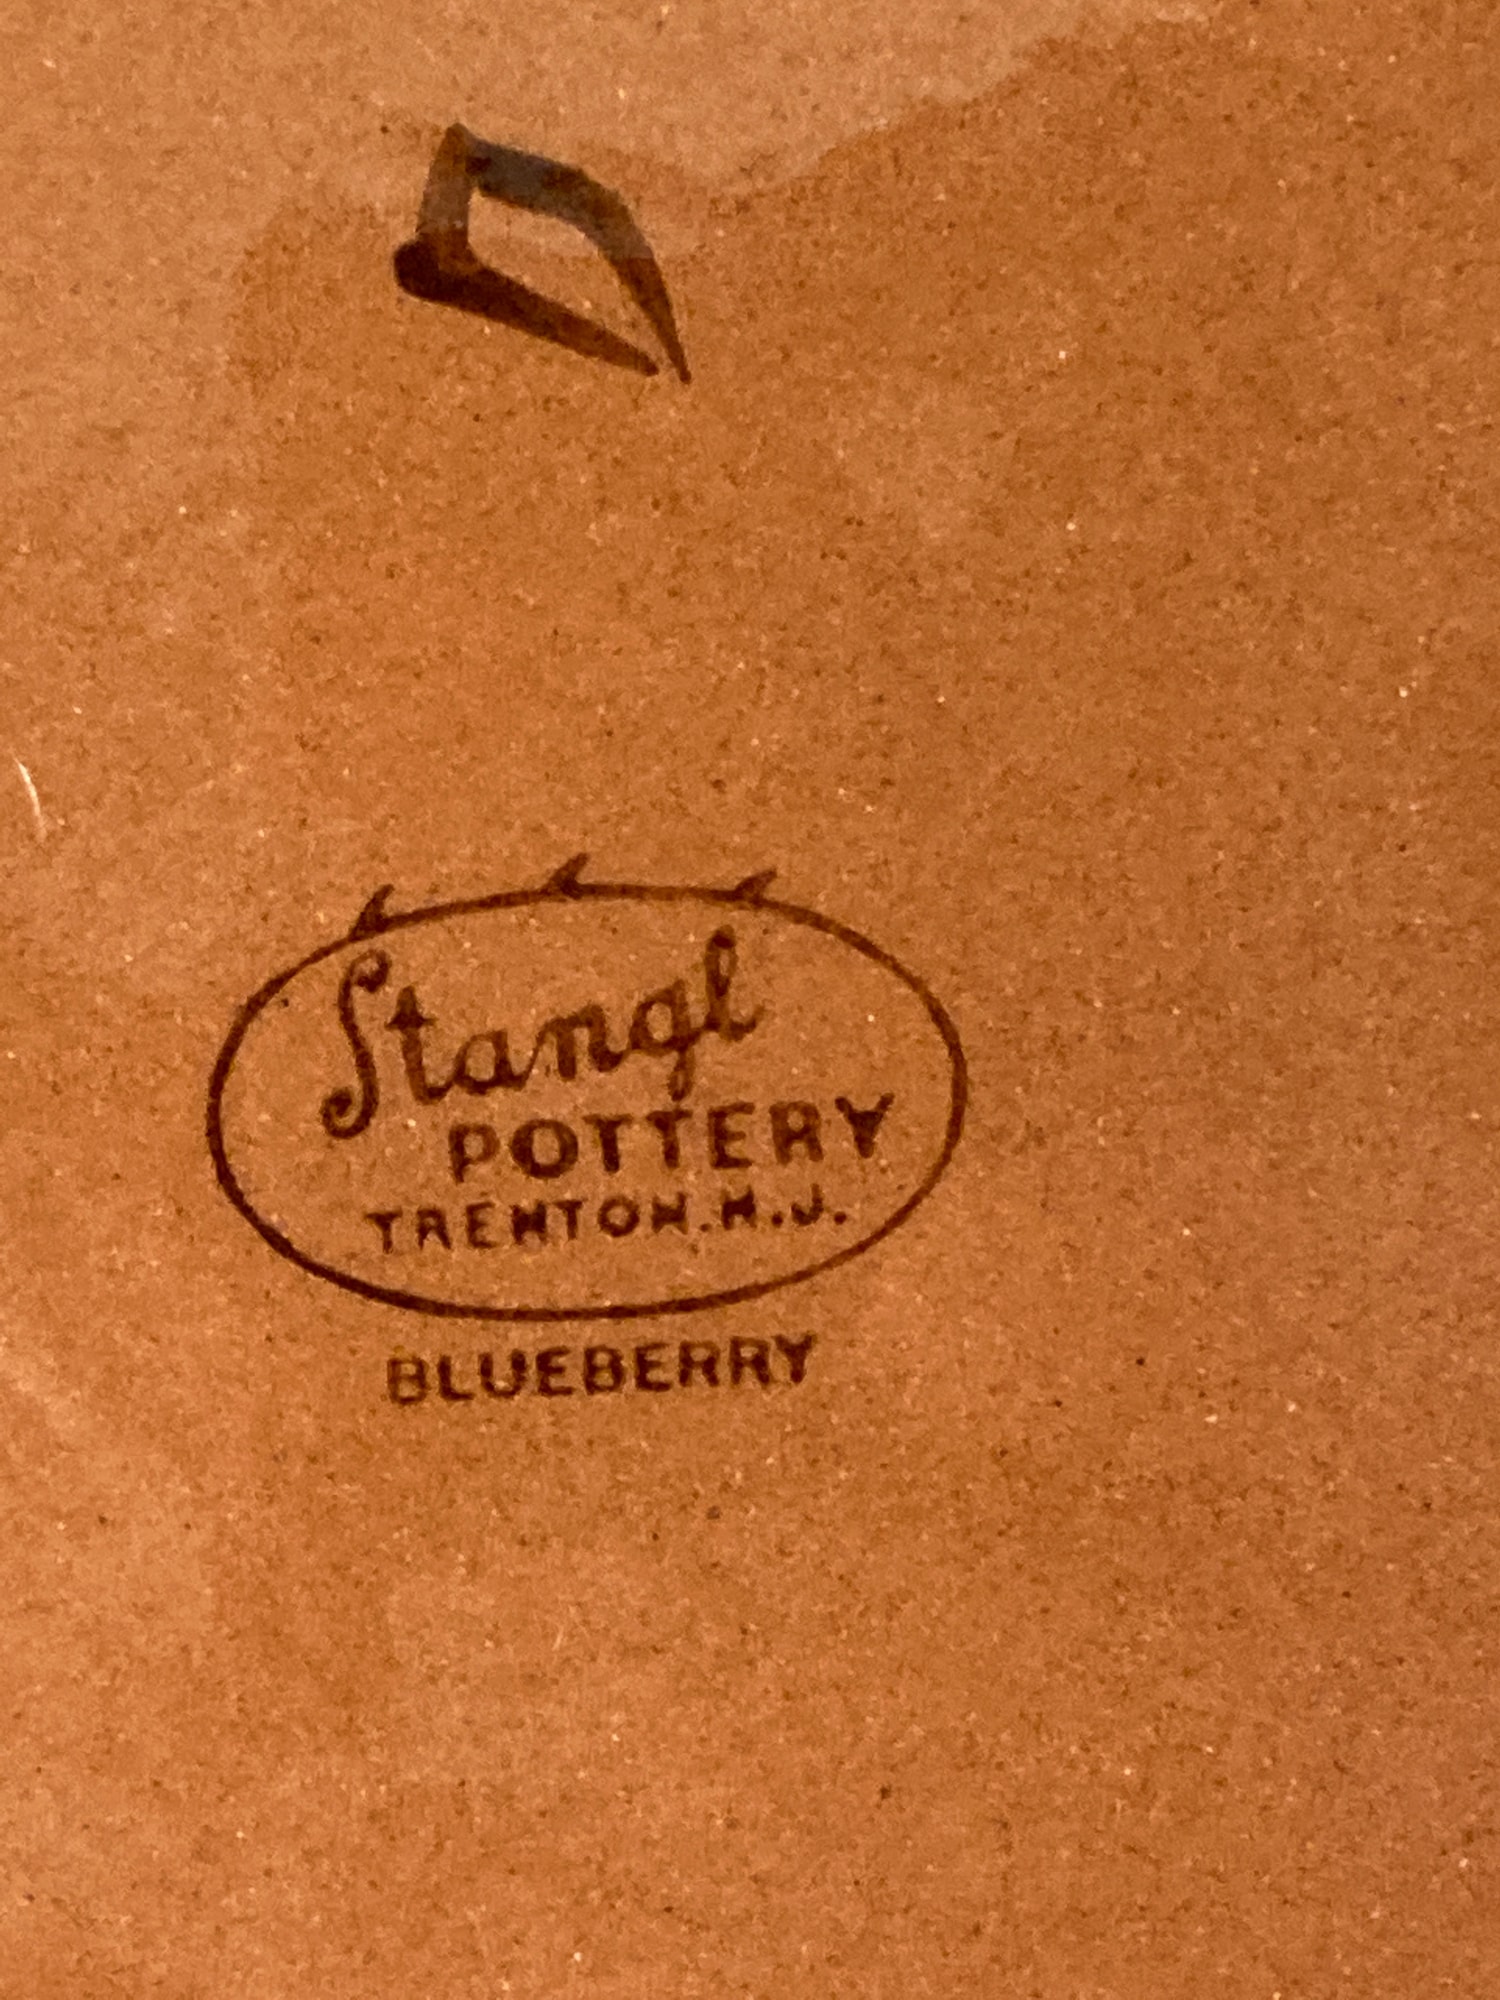 Stangl
POTTERY
TRENTON.N.J.
BLUEBERRY